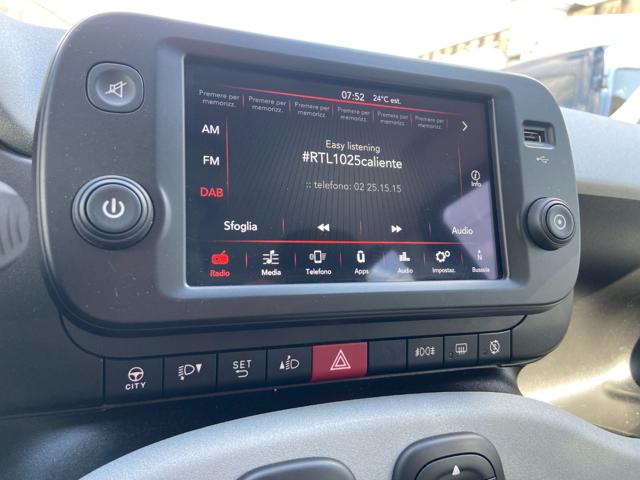 07:52 24°C est.
Premere per memorizz. Premere per memorizz. Premere per memorizz. Premere per memorizz. Premere per memorizz. Premere per memorizz.
AM
Easy listening
#RTL1025caliente
FM
:: telefono: 02 25.15.15
Info
DAB
Sfoglia Audio
N
Radio Media Telefono Apps Audio Impostaz. Bussola
SET
CITY